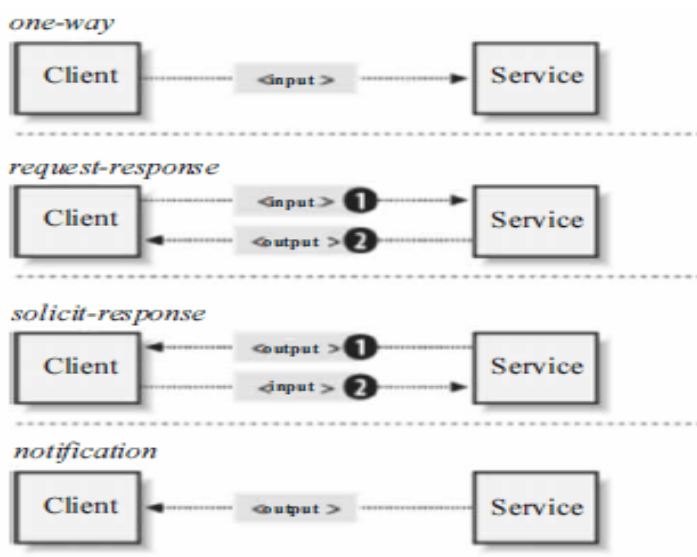 one-way
Client <input> Service
request-response
Client <input> 1 Service
<output> 2
solicit-response
Client <output> 1 Service
<input> 2
notification
Client <output> Service